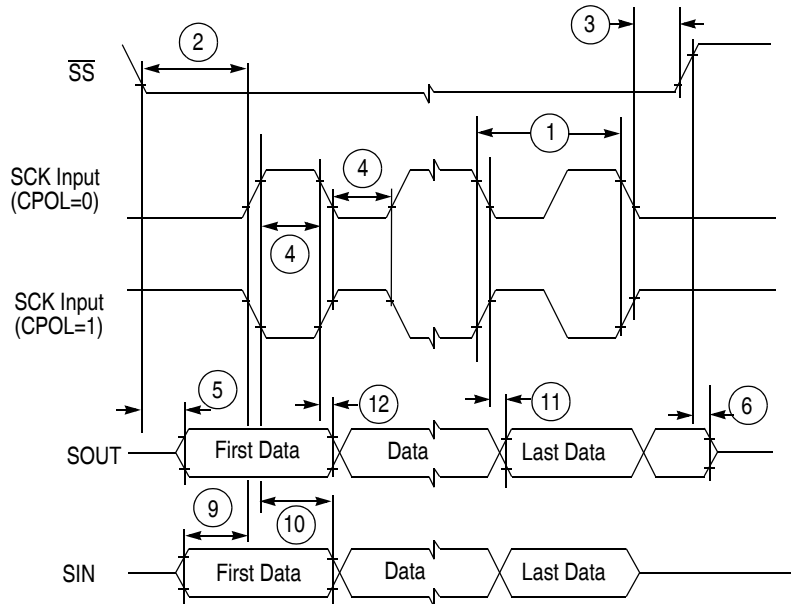 2
3
SS
1
SCK Input
(CPOL=0)
4
4
SCK Input
(CPOL=1)
5
12
11
6
SOUT
First Data
Data
Last Data
9
10
SIN
First Data
Data
Last Data